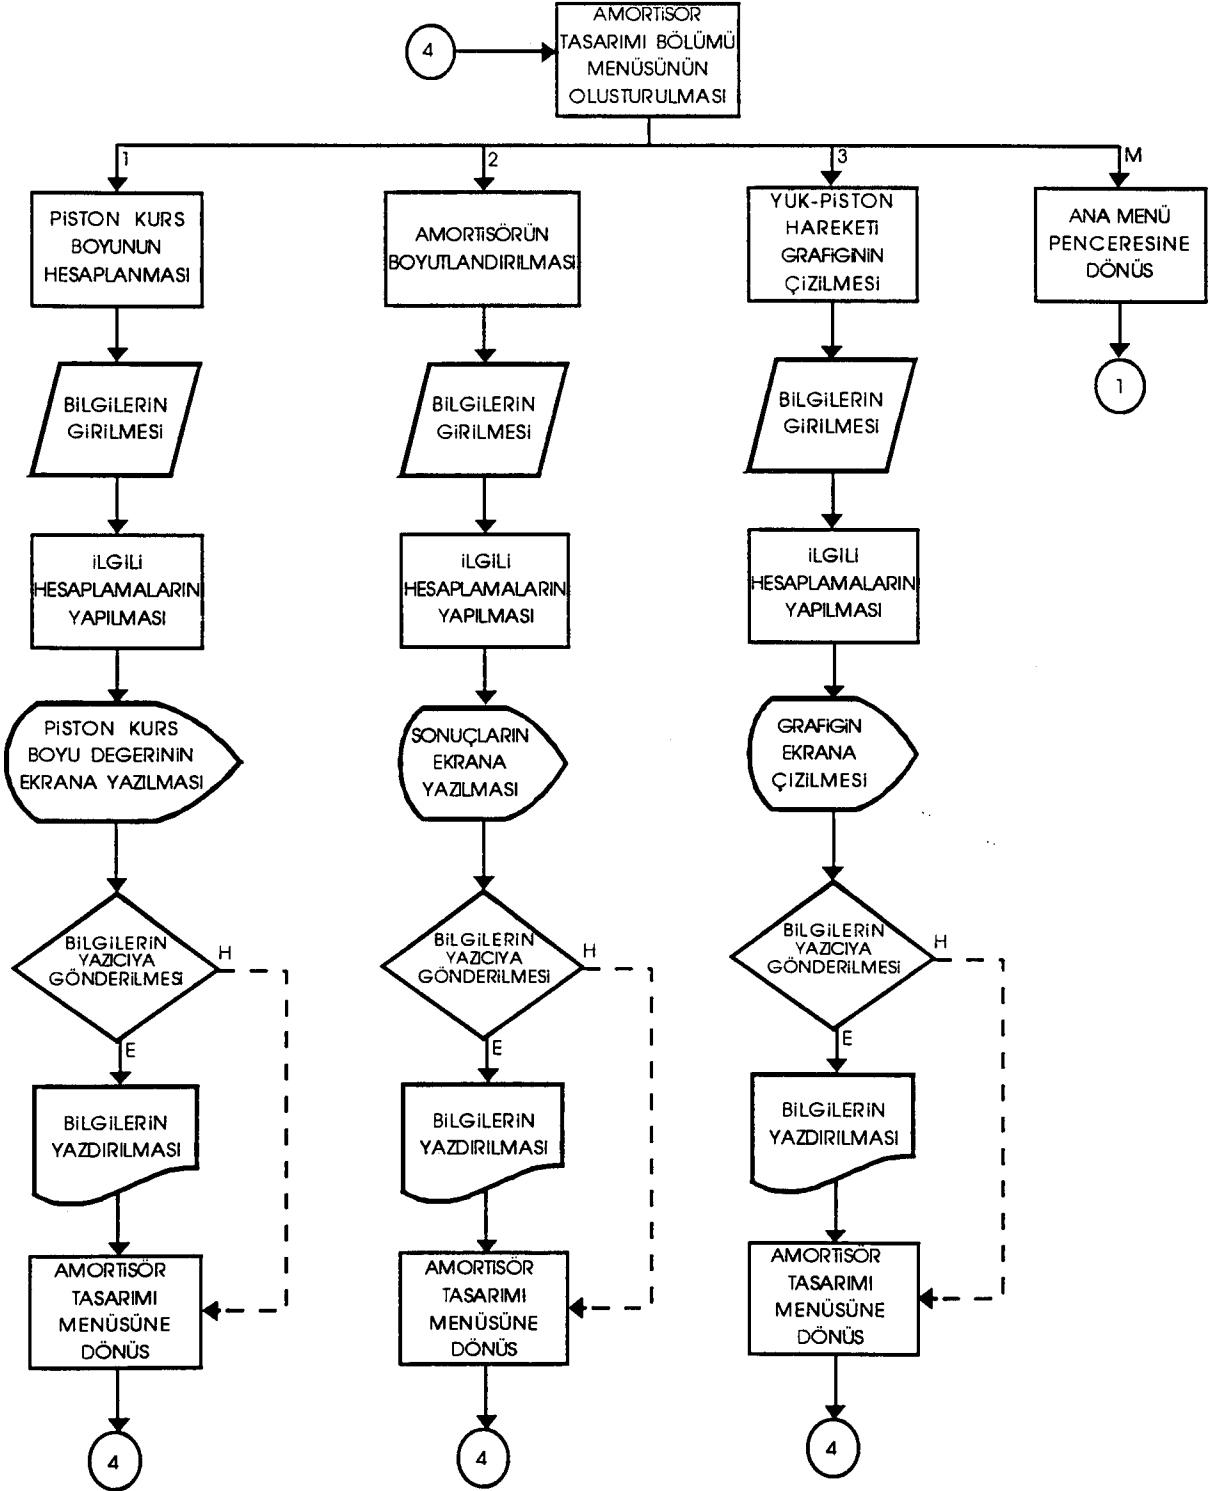 4
AMORTİSÖR
TASARIMI BÖLÜMÜ
MENÜSÜNÜN
OLUSTURULMASI
1
2
3
M
PİSTON KURS
BOYUNUN
HESAPLANMASI
BİLGİLERİN
GİRİLMESİ
İLGİLİ
HESAPLAMALARIN
YAPILMASI
PİSTON KURS
BOYU DEGERİNİN
EKRANA YAZILMASI
BİLGİLERİN
YAZICIYA
GÖNDERİLMESİ
H
E
BİLGİLERİN
YAZDIRILMASI
AMORTİSÖR
TASARIMI
MENÜSÜNE
DÖNÜS
4
AMORTİSÖRÜN
BOYUTLANDIRILMASI
BİLGİLERİN
GİRİLMESİ
İLGİLİ
HESAPLAMALARIN
YAPILMASI
SONUÇLARIN
EKRANA
YAZILMASI
BİLGİLERİN
YAZICIYA
GÖNDERİLMESİ
H
E
BİLGİLERİN
YAZDIRILMASI
AMORTİSÖR
TASARIMI
MENÜSÜNE
DÖNÜS
4
YÜK-PİSTON
HAREKETİ
GRAFİGİNİN
ÇİZİLMESİ
BİLGİLERİN
GİRİLMESİ
İLGİLİ
HESAPLAMALARIN
YAPILMASI
GRAFİGİN
EKRANA
ÇİZİLMESİ
BİLGİLERİN
YAZICIYA
GÖNDERİLMESİ
H
E
BİLGİLERİN
YAZDIRILMASI
AMORTİSÖR
TASARIMI
MENÜSÜNE
DÖNÜS
4
ANA MENÜ
PENCERESİNE
DÖNÜS
1